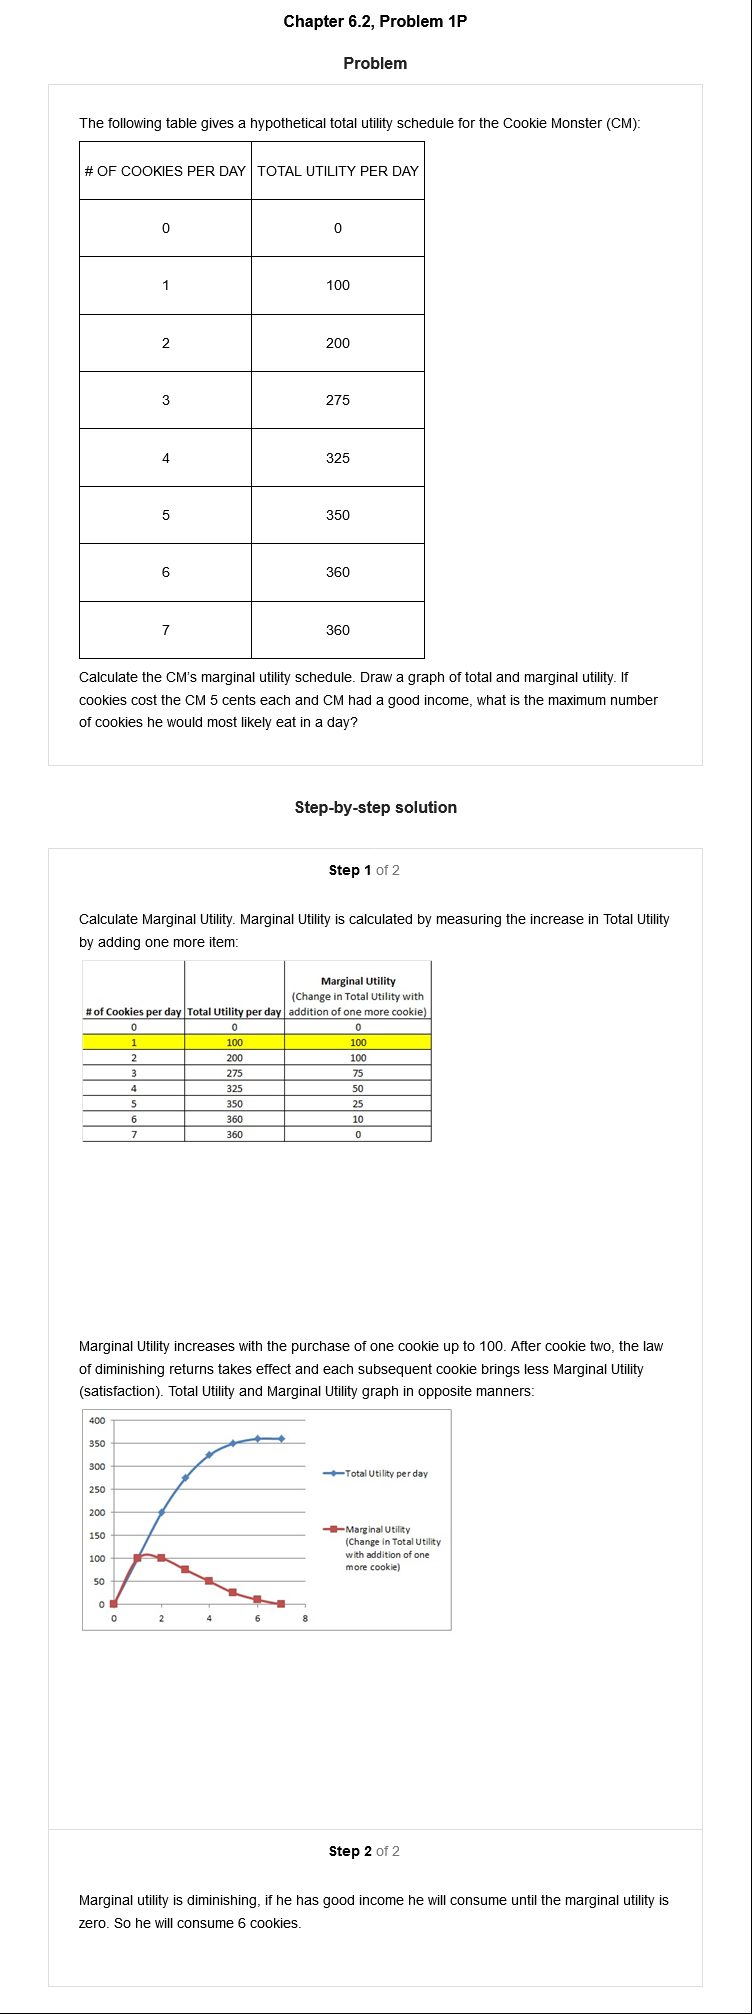 Chapter 6.2, Problem 1P
Problem
The following table gives a hypothetical total utility schedule for the Cookie Monster (CM):
# OF COOKIES PER DAY TOTAL UTILITY PER DAY
0 0
1 100
2 200
3 275
4 325
5 350
6 360
7 360
Calculate the CM's marginal utility schedule. Draw a graph of total and marginal utility. If
cookies cost the CM 5 cents each and CM had a good income, what is the maximum number
of cookies he would most likely eat in a day?
Step-by-step solution
Step 1 of 2
Calculate Marginal Utility. Marginal Utility is calculated by measuring the increase in Total Utility
by adding one more item:
Marginal Utility
(Change in Total Utility with
# of Cookies per day Total Utility per day addition of one more cookie)
0 0 0
1 100 100
2 200 100
3 275 75
4 325 50
5 350 25
6 360 10
7 360 0
Marginal Utility increases with the purchase of one cookie up to 100. After cookie two, the law
of diminishing returns takes effect and each subsequent cookie brings less Marginal Utility
(satisfaction). Total Utility and Marginal Utility graph in opposite manners:
400
350
300
250
200
150
100
50
0
0 2 4 6 8
Total Utility per day
Marginal Utility
(Change in Total Utility
with addition of one
more cookie)
Step 2 of 2
Marginal utility is diminishing, if he has good income he will consume until the marginal utility is
zero. So he will consume 6 cookies.